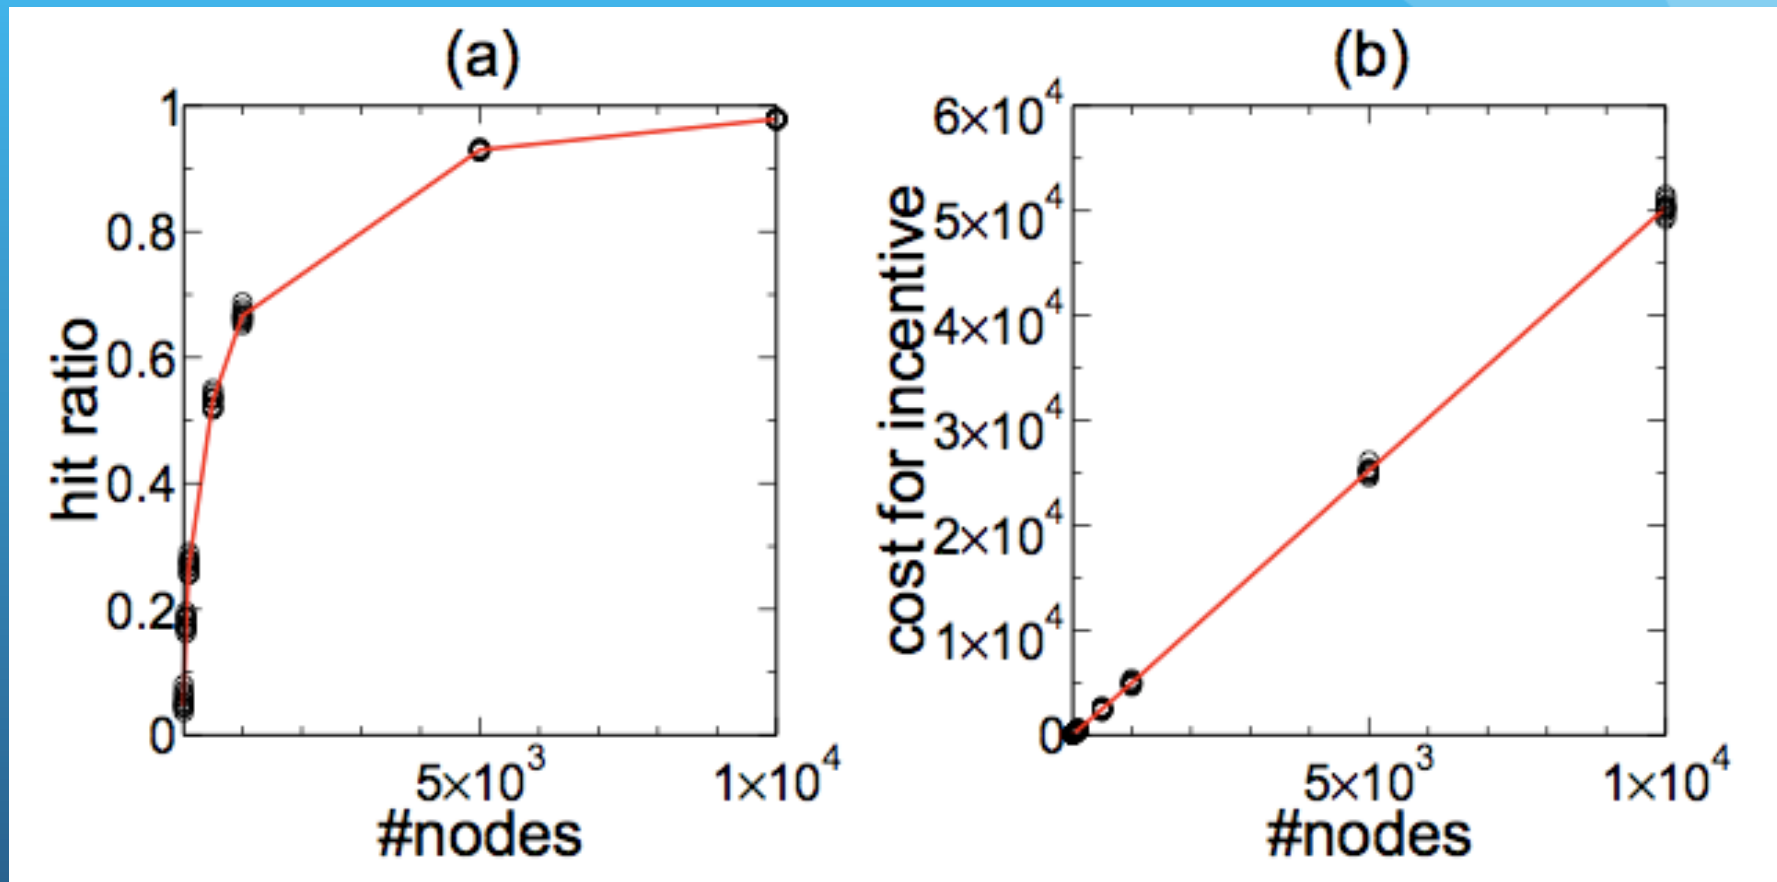 (a)
1
0.8
0.6
0.4
0.2
0
hit ratio
5×10³
1×10⁴
#nodes
(b)
6×10⁴
5×10⁴
4×10⁴
3×10⁴
2×10⁴
1×10⁴
0
cost for incentive
5×10³
1×10⁴
#nodes